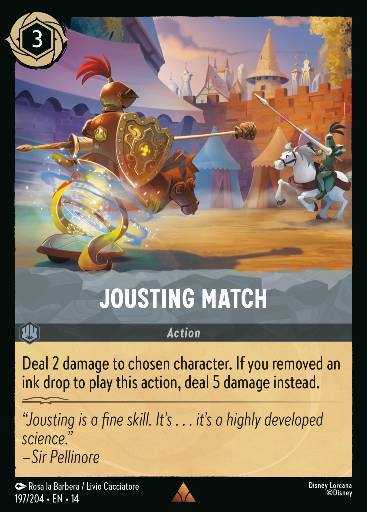 3
JOUSTING MATCH
Action
Deal 2 damage to chosen character. If you removed an
ink drop to play this action, deal 5 damage instead.
“Jousting is a fine skill. It’s . . . it’s a highly developed
science.”
–Sir Pellinore
Rosa la Barbera / Livio Cacciatore
197/204 • EN • 14
Disney Lorcana
©Disney